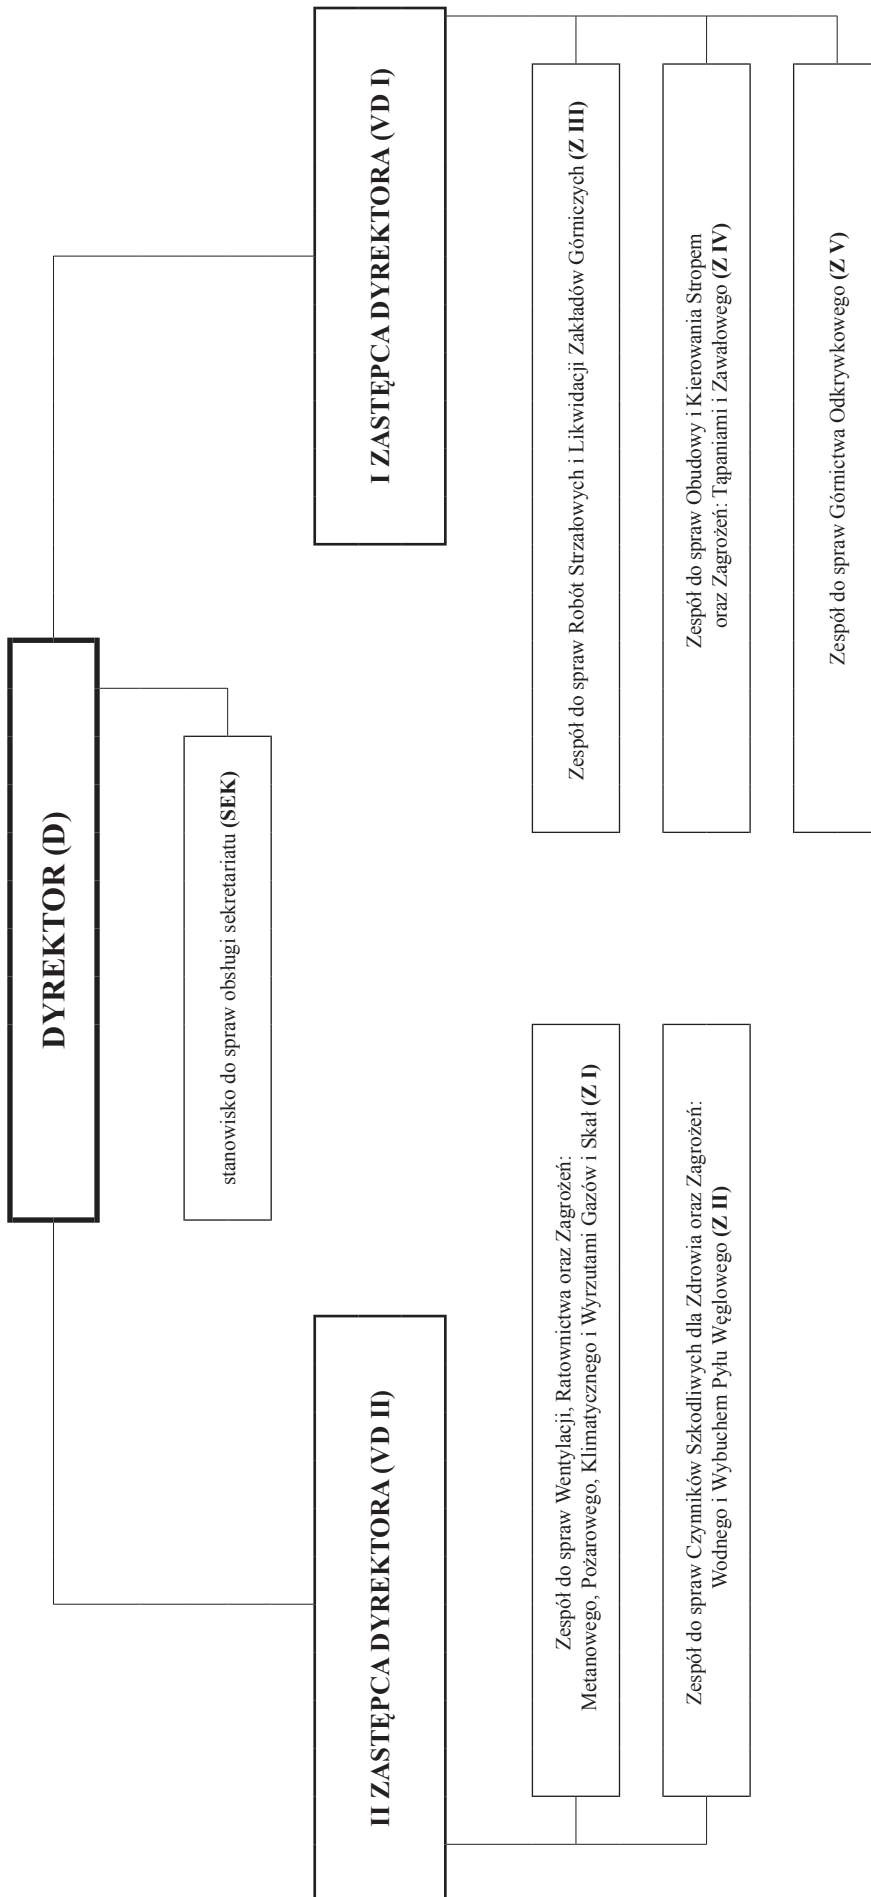 DYREKTOR (D)
stanowisko do spraw obsługi sekretariatu (SEK)
II ZASTĘPCA DYREKTORA (VD II)
I ZASTĘPCA DYREKTORA (VD I)
Zespół do spraw Wentylacji, Ratownictwa oraz Zagrożeń:
Metanowego, Pożarowego, Klimatycznego i Wyrzutami Gazów i Skał (Z I)
Zespół do spraw Czynników Szkodliwych dla Zdrowia oraz Zagrożeń:
Wodnego i Wybuchem Pyłu Węglowego (Z II)
Zespół do spraw Robót Strzałowych i Likwidacji Zakładów Górniczych (Z III)
Zespół do spraw Obudowy i Kierowania Stropem
oraz Zagrożeń: Tąpaniami i Zawałowego (Z IV)
Zespół do spraw Górnictwa Odkrywkowego (Z V)